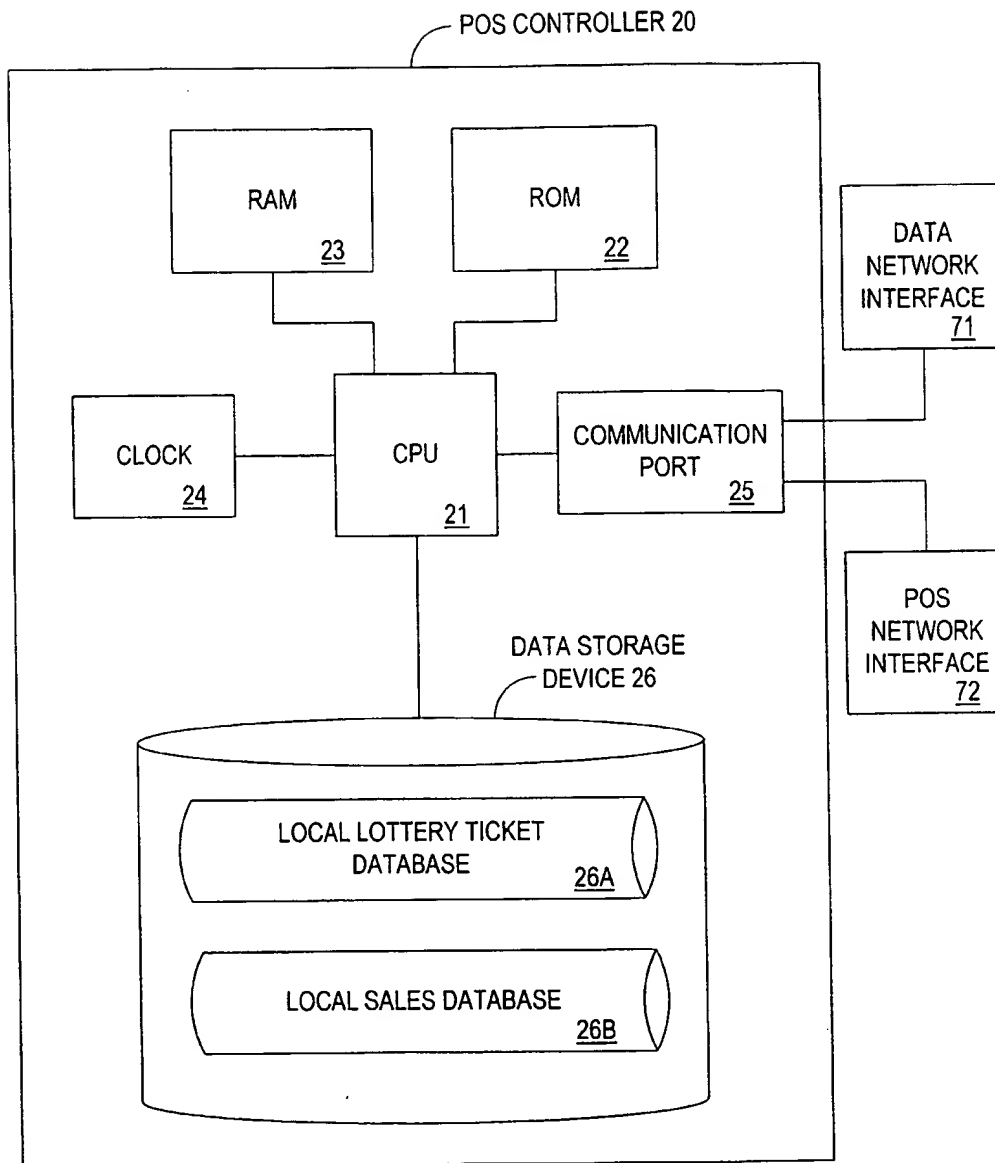 POS CONTROLLER 20
RAM
23
ROM
22
DATA
NETWORK
INTERFACE
71
CLOCK
24
CPU
21
COMMUNICATION
PORT
25
POS
NETWORK
INTERFACE
72
DATA STORAGE
DEVICE 26
LOCAL LOTTERY TICKET
DATABASE
26A
LOCAL SALES DATABASE
26B